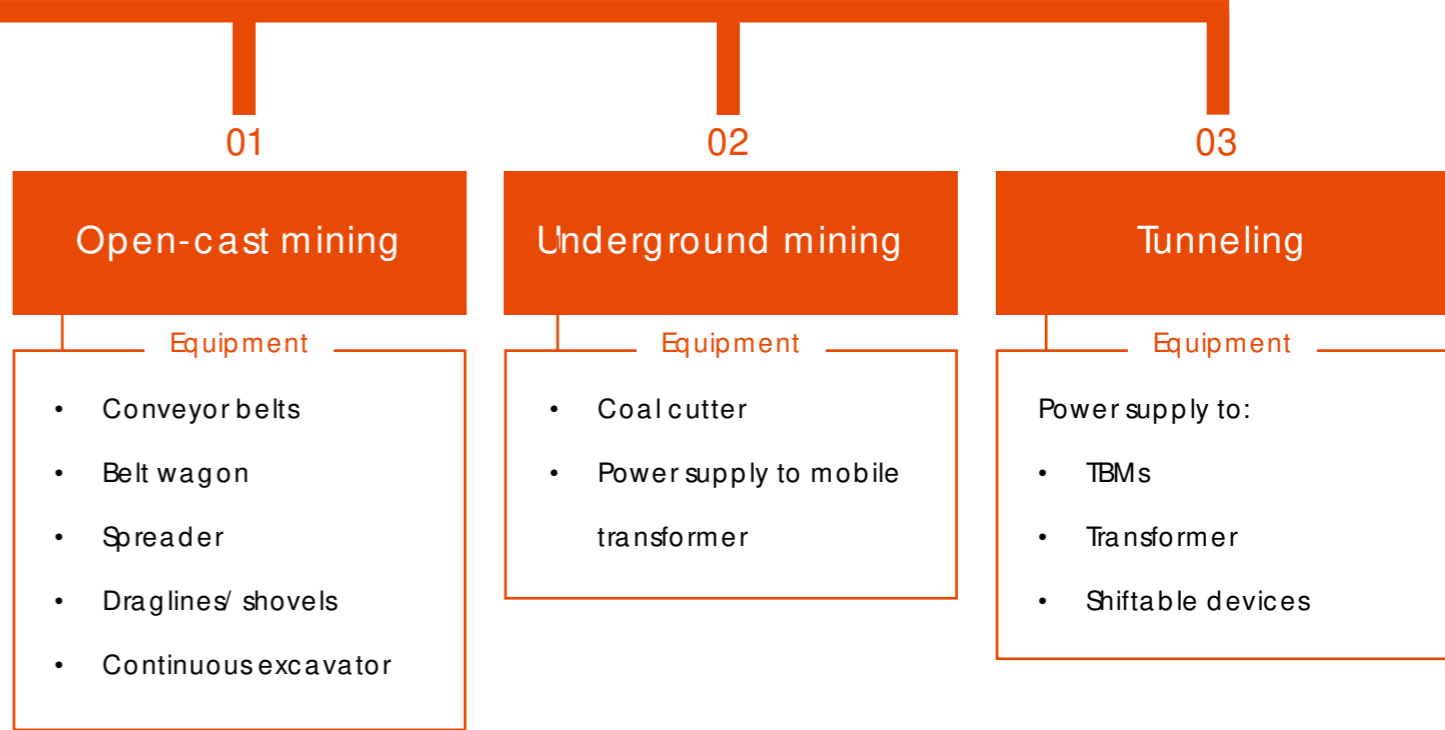 01
Open-cast mining
Equipment
• Conveyor belts
• Belt wagon
• Spreader
• Draglines/ shovels
• Continuous excavator
02
Underground mining
Equipment
• Coal cutter
• Power supply to mobile
transformer
03
Tunneling
Equipment
Power supply to:
• TBMs
• Transformer
• Shiftable devices